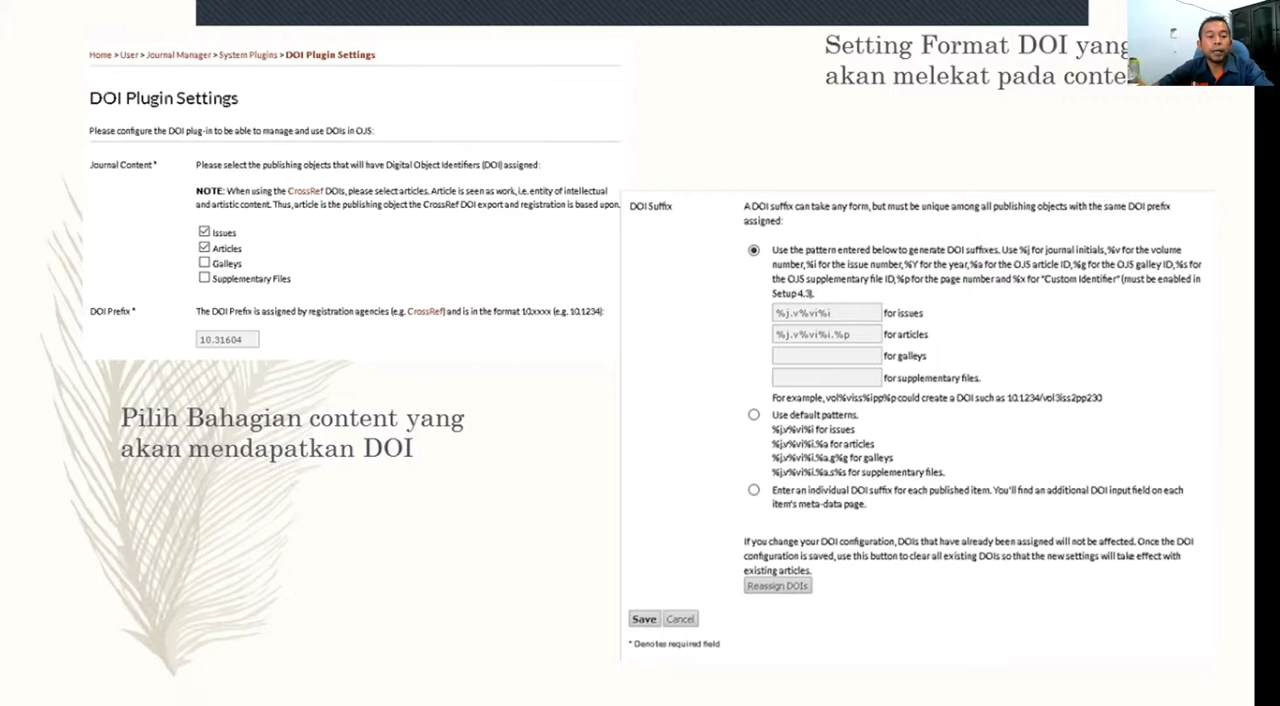 Home > User > Journal Manager > System Plugins > DOI Plugin Settings
DOI Plugin Settings
Please configure the DOI plug-in to be able to manage and use DOIs in OJS:
Journal Content *
Please select the publishing objects that will have Digital Object Identifiers (DOI) assigned:
NOTE: When using the CrossRef DOIs, please select articles. Article is seen as work, i.e. entity of intellectual
and artistic content. Thus, article is the publishing object the CrossRef DOI export and registration is based upon.
Issues
Articles
Galleys
Supplementary Files
DOI Prefix *
The DOI Prefix is assigned by registration agencies (e.g. CrossRef) and is in the format 10.xxxx (e.g. 10.1234):
10.31604
Pilih Bahagian content yang
akan mendapatkan DOI
Setting Format DOI yang
akan melekat pada conte
DOI Suffix
A DOI suffix can take any form, but must be unique among all publishing objects with the same DOI prefix
assigned:
Use the pattern entered below to generate DOI suffixes. Use %j for journal initials, %v for the volume
number, %i for the issue number, %Y for the year, %a for the OJS article ID, %g for the OJS galley ID, %s for
the OJS supplementary file ID, %p for the page number and %x for "Custom Identifier" (must be enabled in
Setup 4.3).
%j.v%vi%i for issues
%j.v%vi%i.%p for articles
for galleys
for supplementary files.
For example, vol%viss%ipp%p could create a DOI such as 10.1234/vol3iss2pp230
Use default patterns.
%j.v%vi%i for issues
%j.v%vi%i.%a for articles
%j.v%vi%i.%a.g%g for galleys
%j.v%vi%i.%a.s%s for supplementary files.
Enter an individual DOI suffix for each published item. You'll find an additional DOI input field on each
item's meta-data page.
If you change your DOI configuration, DOIs that have already been assigned will not be affected. Once the DOI
configuration is saved, use this button to clear all existing DOIs so that the new settings will take effect with
existing articles.
Reassign DOIs
Save Cancel
* Denotes required field